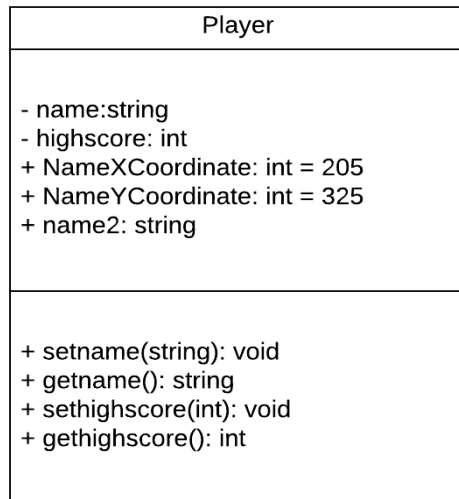 Player
- name:string
- highscore: int
+ NameXCoordinate: int = 205
+ NameYCoordinate: int = 325
+ name2: string
+ setname(string): void
+ getname(): string
+ sethighscore(int): void
+ gethighscore(): int